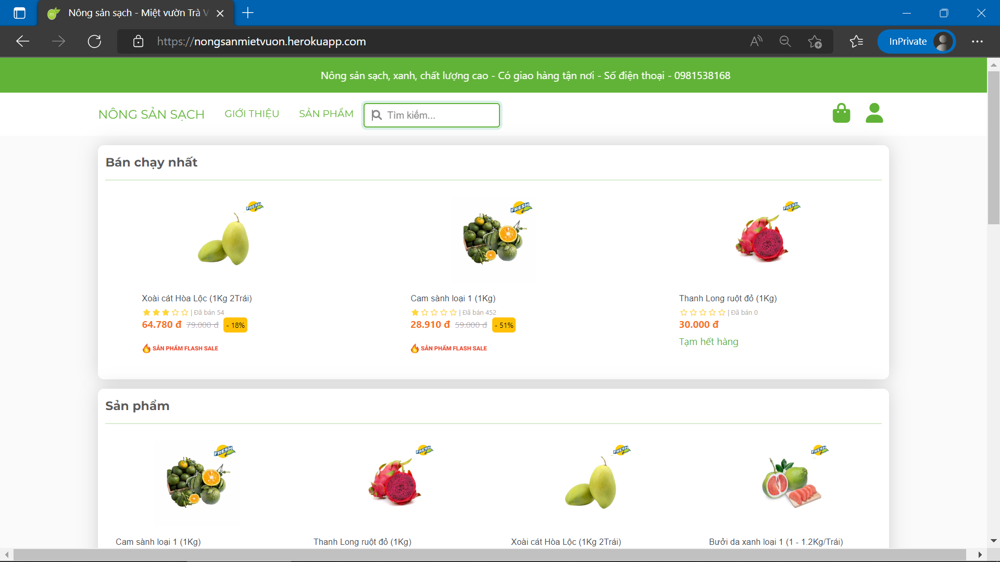 Nông sản sạch - Miệt vườn Trà V
https://nongsanmietvuon.herokuapp.com
InPrivate
Nông sản sạch, xanh, chất lượng cao - Có giao hàng tận nơi - Số điện thoại - 0981538168
NÔNG SẢN SẠCH GIỚI THIỆU SẢN PHẨM Tìm kiếm...
Bán chạy nhất
FRESH FRESH FRESH
Xoài cát Hòa Lộc (1Kg 2Trái) Cam sành loại 1 (1Kg) Thanh Long ruột đỏ (1Kg)
| Đã bán 54 | Đã bán 452 | Đã bán 0
64.780 đ 79.000 đ - 18% 28.910 đ 59.000 đ - 51% 30.000 đ
SẢN PHẨM FLASH SALE SẢN PHẨM FLASH SALE Tạm hết hàng
Sản phẩm
FRESH FRESH FRESH FRESH
Cam sành loại 1 (1Kg) Thanh Long ruột đỏ (1Kg) Xoài cát Hòa Lộc (1Kg 2Trái) Bưởi da xanh loại 1 (1 - 1.2Kg/Trái)